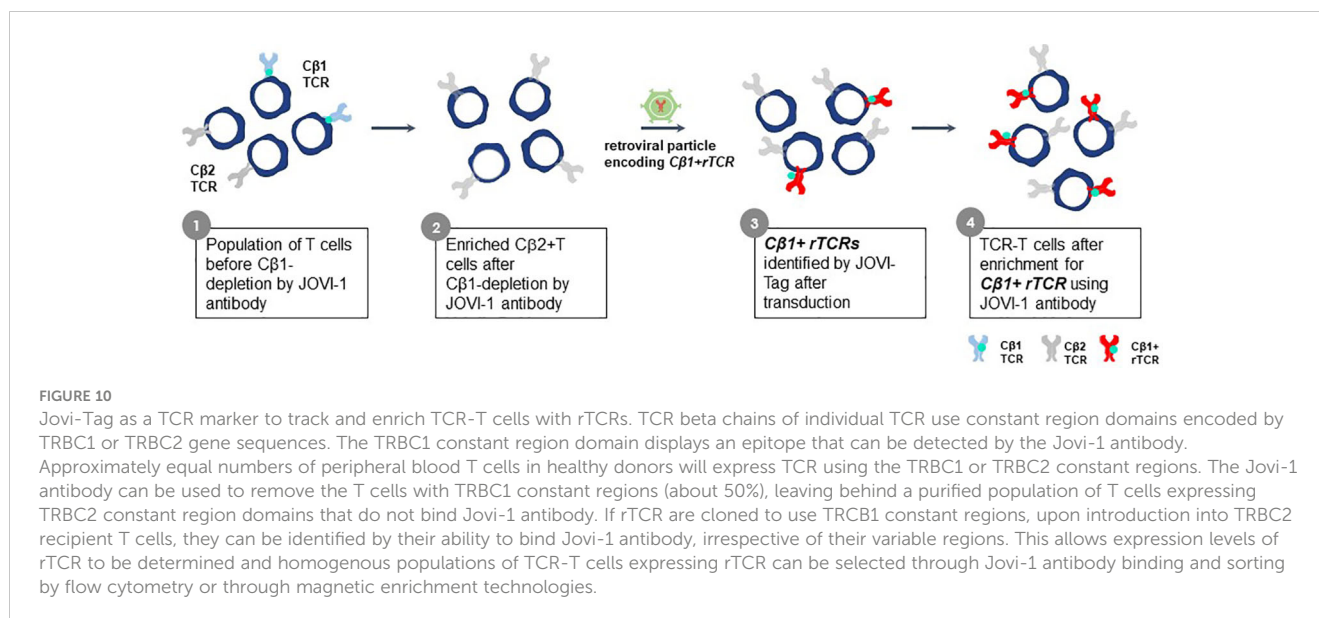 Cβ1
TCR
Cβ2
TCR
retroviral particle
encoding Cβ1+rTCR
1
Population of T cells
before Cβ1-
depletion by JOVI-1
antibody
2
Enriched Cβ2+T
cells after
Cβ1-depletion by
JOVI-1 antibody
3
Cβ1+ rTCRs
identified by JOVI-
Tag after
transduction
4
TCR-T cells after
enrichment for
Cβ1+ rTCR using
JOVI-1 antibody
Cβ1
TCR
Cβ2
TCR
Cβ1+
rTCR
FIGURE 10
Jovi-Tag as a TCR marker to track and enrich TCR-T cells with rTCRs. TCR beta chains of individual TCR use constant region domains encoded by
TRBC1 or TRBC2 gene sequences. The TRBC1 constant region domain displays an epitope that can be detected by the Jovi-1 antibody.
Approximately equal numbers of peripheral blood T cells in healthy donors will express TCR using the TRBC1 or TRBC2 constant regions. The Jovi-1
antibody can be used to remove the T cells with TRBC1 constant regions (about 50%), leaving behind a purified population of T cells expressing
TRBC2 constant region domains that do not bind Jovi-1 antibody. If rTCR are cloned to use TRCB1 constant regions, upon introduction into TRBC2
recipient T cells, they can be identified by their ability to bind Jovi-1 antibody, irrespective of their variable regions. This allows expression levels of
rTCR to be determined and homogenous populations of TCR-T cells expressing rTCR can be selected through Jovi-1 antibody binding and sorting
by flow cytometry or through magnetic enrichment technologies.